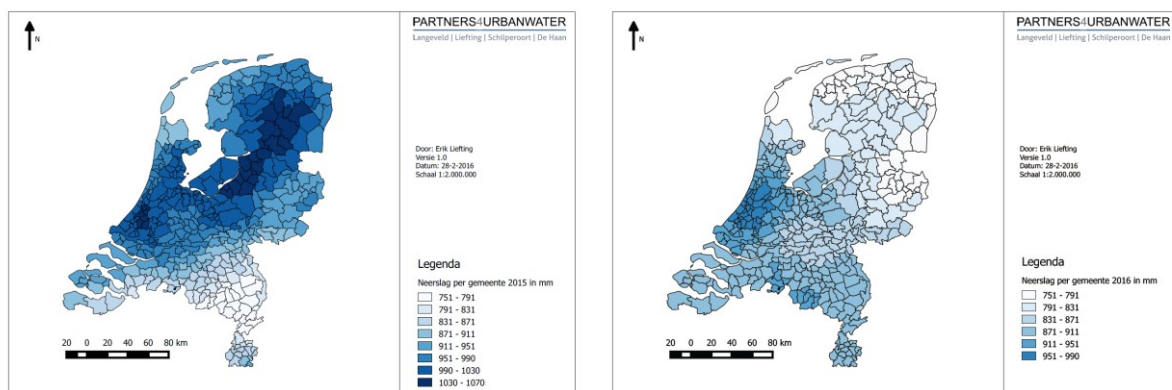 N
PARTNERS4URBANWATER
Langeveld | Liefting | Schilperoort | De Haan
Door: Erik Liefting
Versie 1.0
Datum: 28-2-2016
Schaal 1:2.000.000
Legenda
Neerslag per gemeente 2015 in mm
751 - 791
791 - 831
831 - 871
871 - 911
911 - 951
951 - 990
990 - 1030
1030 - 1070
20 0 20 40 60 80 km
N
PARTNERS4URBANWATER
Langeveld | Liefting | Schilperoort | De Haan
Door: Erik Liefting
Versie 1.0
Datum: 28-2-2016
Schaal 1:2.000.000
Legenda
Neerslag per gemeente 2016 in mm
751 - 791
791 - 831
831 - 871
871 - 911
911 - 951
951 - 990
20 0 20 40 60 80 km